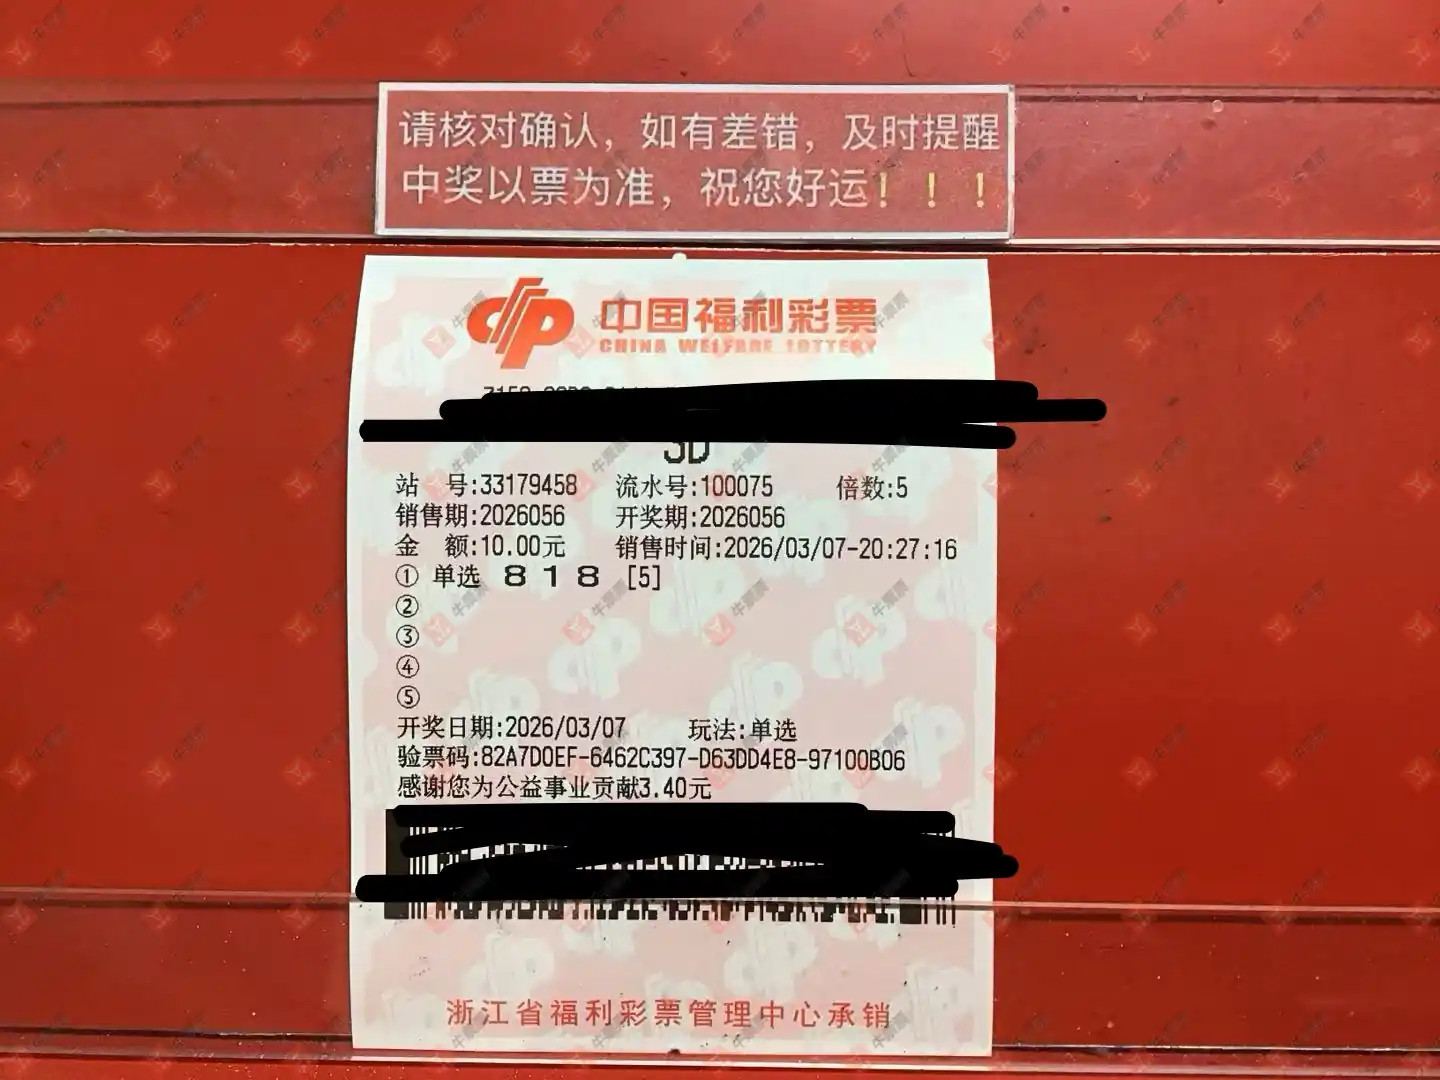 请核对确认，如有差错，及时提醒
中奖以票为准，祝您好运！！！
中国福利彩票
CHINA WELFARE LOTTERY
3D
站 号:33179458 流水号:100075 倍数:5
销售期:2026056 开奖期:2026056
金 额:10.00元 销售时间:2026/03/07-20:27:16
① 单选 8 1 8 [5]
②
③
④
⑤
开奖日期:2026/03/07 玩法:单选
验票码:82A7D0EF-6462C397-D63DD4E8-97100B06
感谢您为公益事业贡献3.40元
浙江省福利彩票管理中心承销
牛票票